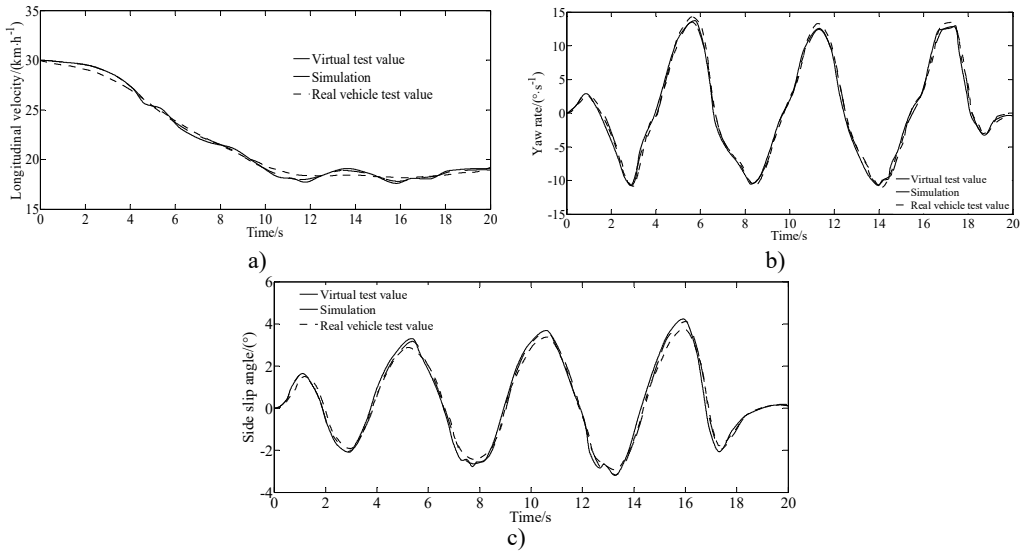 a)
Longitudinal velocity/(km·h⁻¹)
35
30
25
20
15
Virtual test value
Simulation
Real vehicle test value
0 2 4 6 8 10 12 14 16 18 20
Time/s
b)
Yaw rate/(°·s⁻¹)
15
10
5
0
-5
-10
-15
Virtual test value
Simulation
Real vehicle test value
0 2 4 6 8 10 12 14 16 18 20
Time/s
Side slip angle/(°)
6
4
2
0
-2
-4
Virtual test value
Simulation
Real vehicle test value
0 2 4 6 8 10 12 14 16 18 20
Time/s
c)